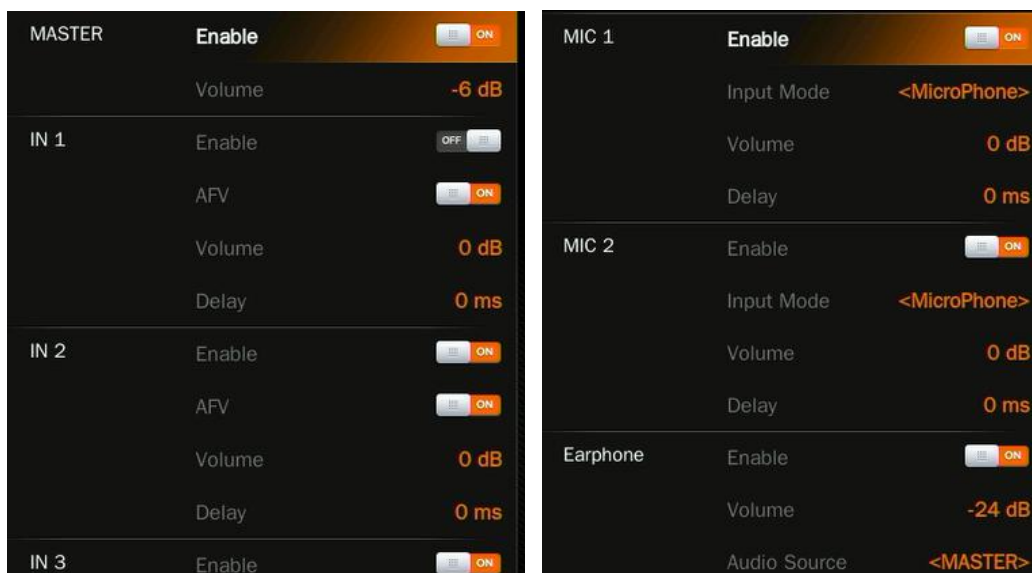 MASTER Enable ON
Volume -6 dB
IN 1 Enable OFF
AFV ON
Volume 0 dB
Delay 0 ms
IN 2 Enable ON
AFV ON
Volume 0 dB
Delay 0 ms
IN 3 Enable ON
MIC 1 Enable ON
Input Mode <MicroPhone>
Volume 0 dB
Delay 0 ms
MIC 2 Enable ON
Input Mode <MicroPhone>
Volume 0 dB
Delay 0 ms
Earphone Enable ON
Volume -24 dB
Audio Source <MASTER>